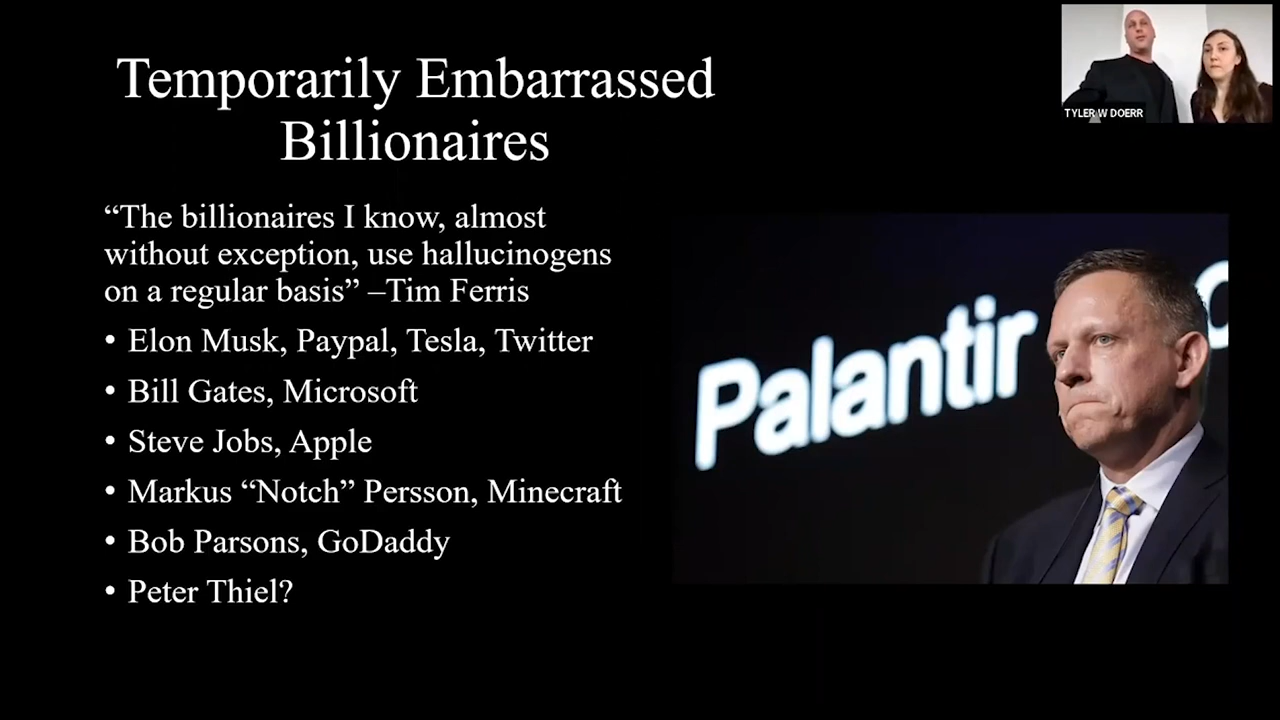 Temporarily Embarrassed
Billionaires
“The billionaires I know, almost
without exception, use hallucinogens
on a regular basis” –Tim Ferris
• Elon Musk, Paypal, Tesla, Twitter
• Bill Gates, Microsoft
• Steve Jobs, Apple
• Markus “Notch” Persson, Minecraft
• Bob Parsons, GoDaddy
• Peter Thiel?
Palantir
TYLER W DOERR